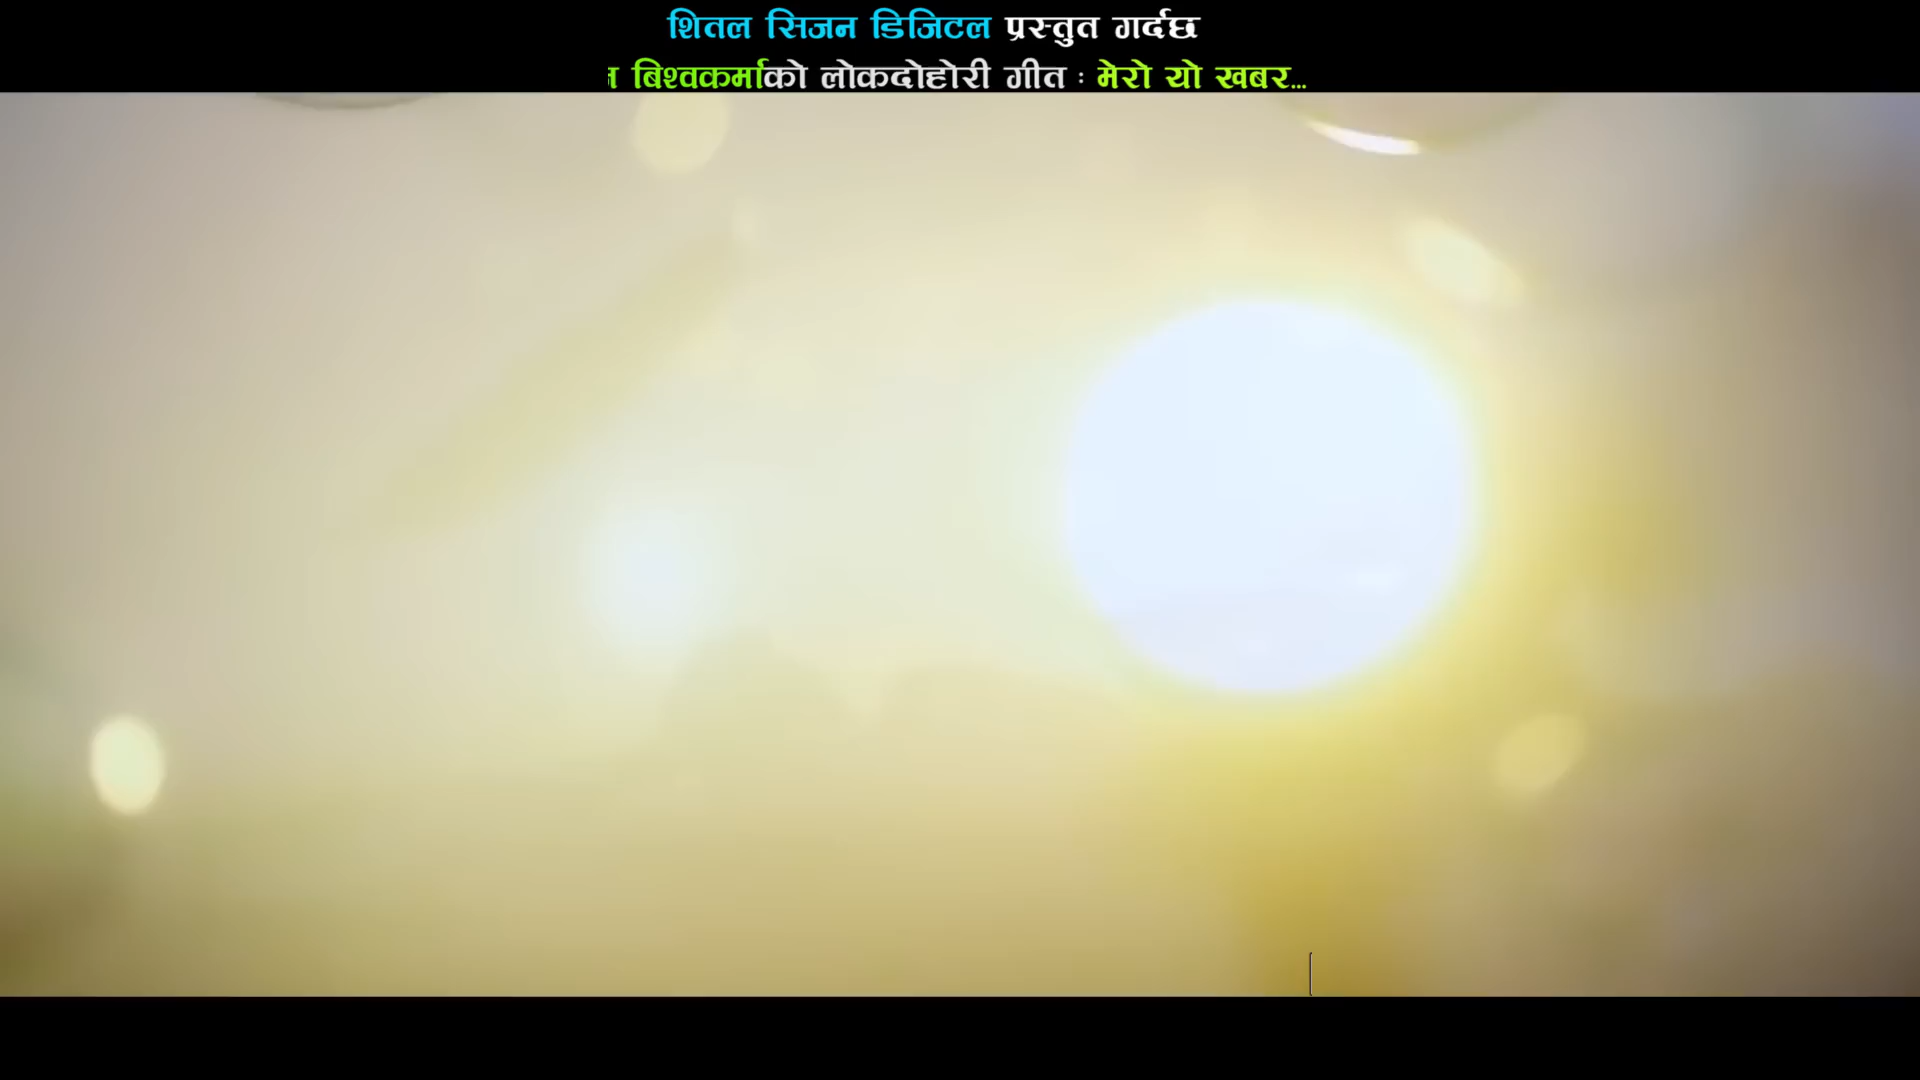 शितल सिजन डिजिटल प्रस्तुत गर्दछ
बिश्वकर्माको लोकदोहोरी गीत : मेरो यो खबर...